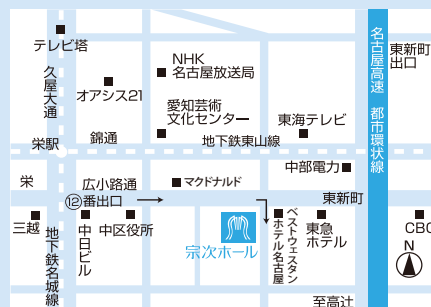 テレビ塔
久屋大通
オアシス21
NHK
名古屋放送局
愛知芸術
文化センター
東海テレビ
名古屋高速 都市環状線
東新町
出口
栄駅
錦通
地下鉄東山線
中部電力
栄
広小路通
⑫番出口
マクドナルド
東新町
三越
地下鉄名城線
中日ビル
中区役所
宗次ホール
ベストウェスタン
ホテル名古屋
東急
ホテル
CBC
N
至高辻